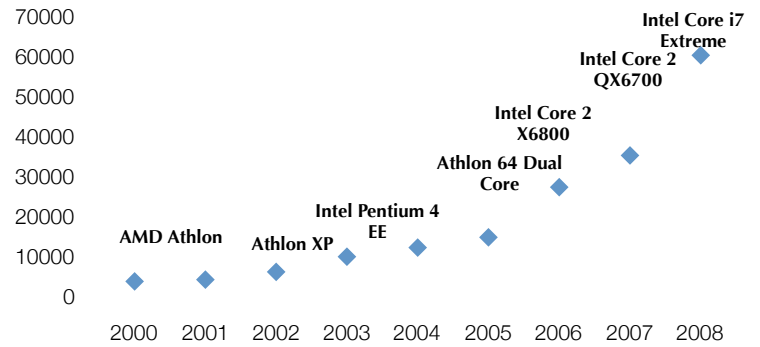 70000
Intel Core i7
Extreme
60000
Intel Core 2
QX6700
50000
Intel Core 2
X6800
40000
Athlon 64 Dual
Core
30000
Intel Pentium 4
EE
20000
AMD Athlon
Athlon XP
10000
0
2000 2001 2002 2003 2004 2005 2006 2007 2008